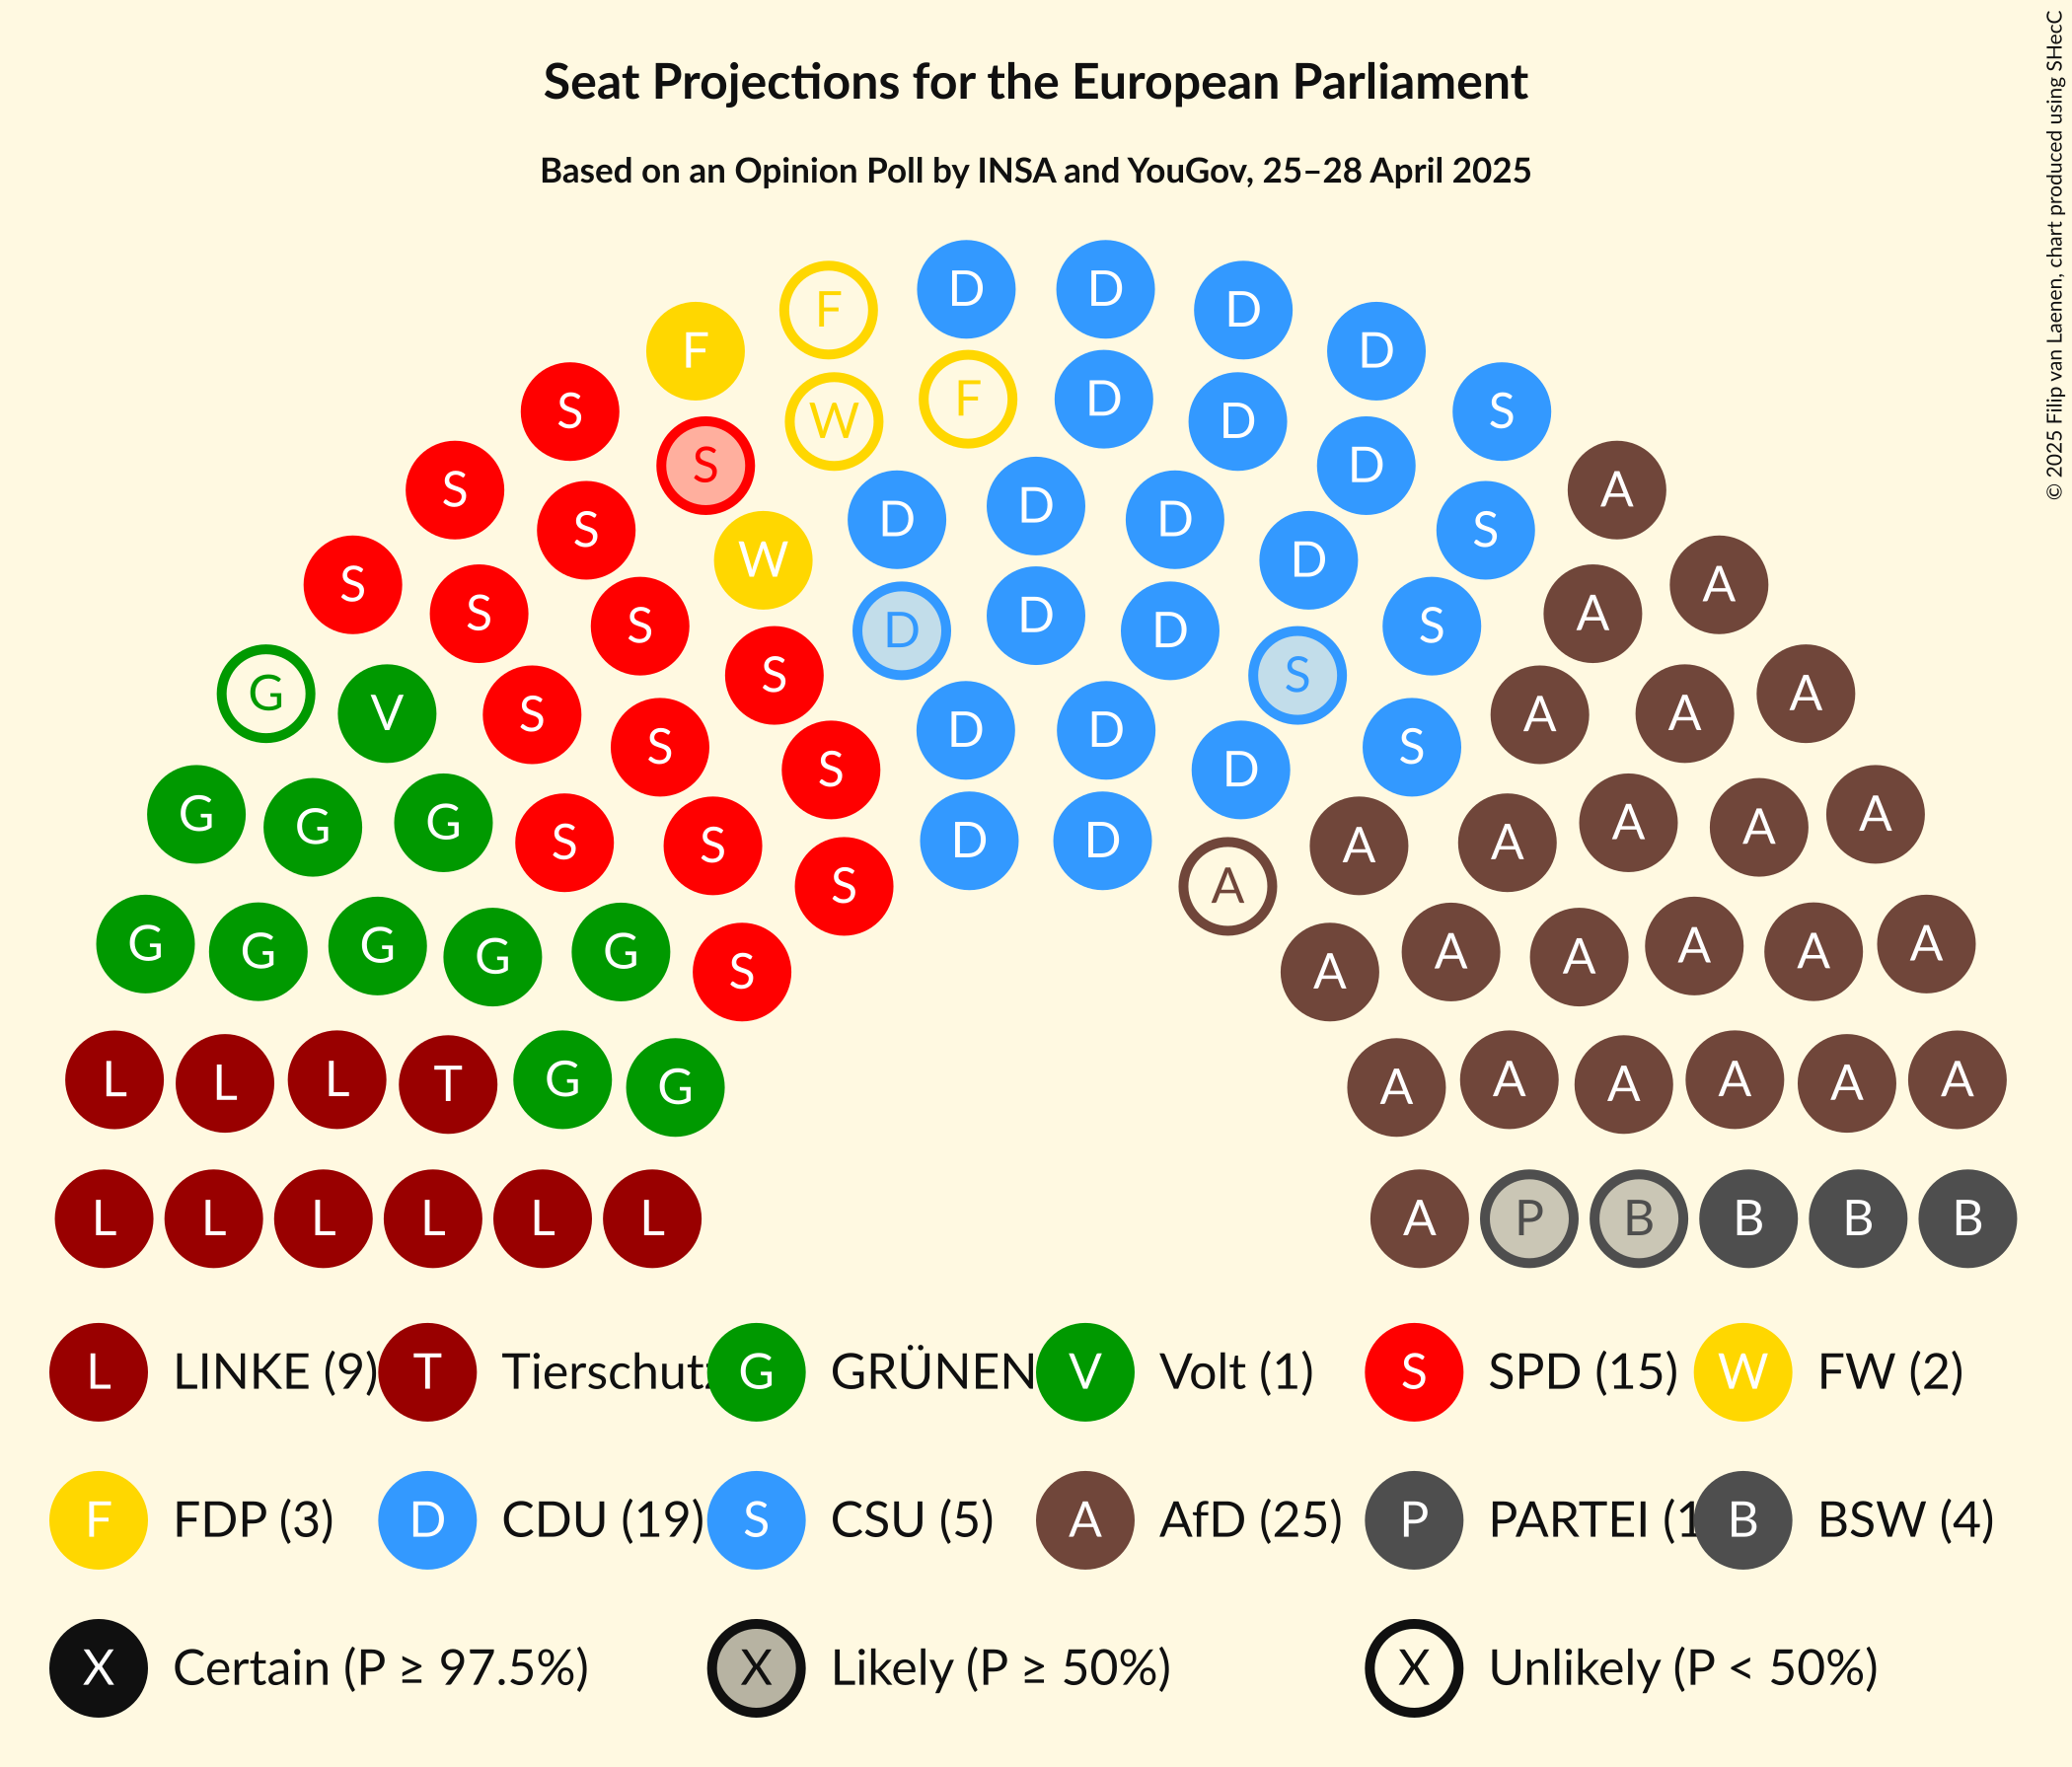 Seat Projections for the European Parliament
Based on an Opinion Poll by INSA and YouGov, 25–28 April 2025
© 2025 Filip van Laenen, chart produced using SHecC
D D
F D
F D
F D
S S
W D
S D
S A
D D D
S S
W D
S A
S D A
S S
D D
S S
G A
V S A A
D D
S S
S D
G A
G G A A
S S D D A A
S A
G G G G G S A A A A A A
L L L T G G A A A A A A
L L L L L L A P B B B B
L LINKE (9) T Tierschutz G GRÜNEN V Volt (1) S SPD (15) W FW (2)
F FDP (3) D CDU (19) S CSU (5) A AfD (25) P PARTEI (1 B BSW (4)
X Certain (P ≥ 97.5%) X Likely (P ≥ 50%) X Unlikely (P < 50%)